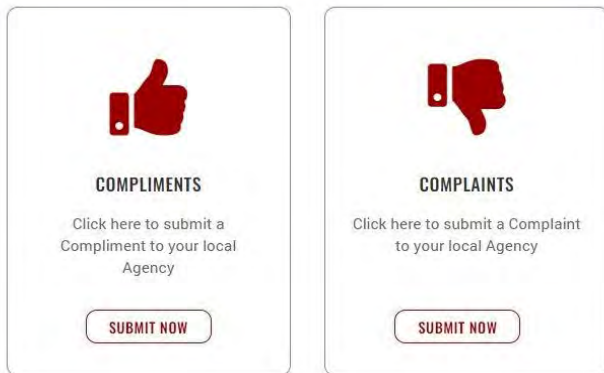 COMPLIMENTS
Click here to submit a
Compliment to your local
Agency
SUBMIT NOW
COMPLAINTS
Click here to submit a Complaint
to your local Agency
SUBMIT NOW